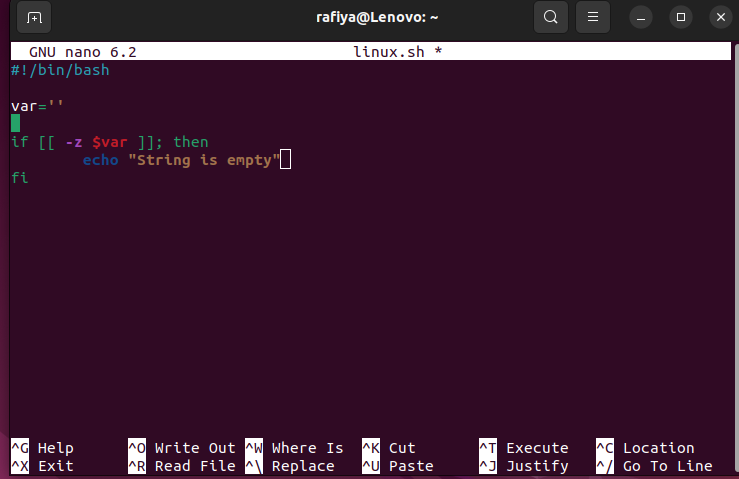 rafiya@Lenovo: ~
GNU nano 6.2 linux.sh *
#!/bin/bash
var=''
if [[ -z $var ]]; then
echo "String is empty"
fi
^G Help ^O Write Out ^W Where Is ^K Cut ^T Execute ^C Location
^X Exit ^R Read File ^\ Replace ^U Paste ^J Justify ^/ Go To Line